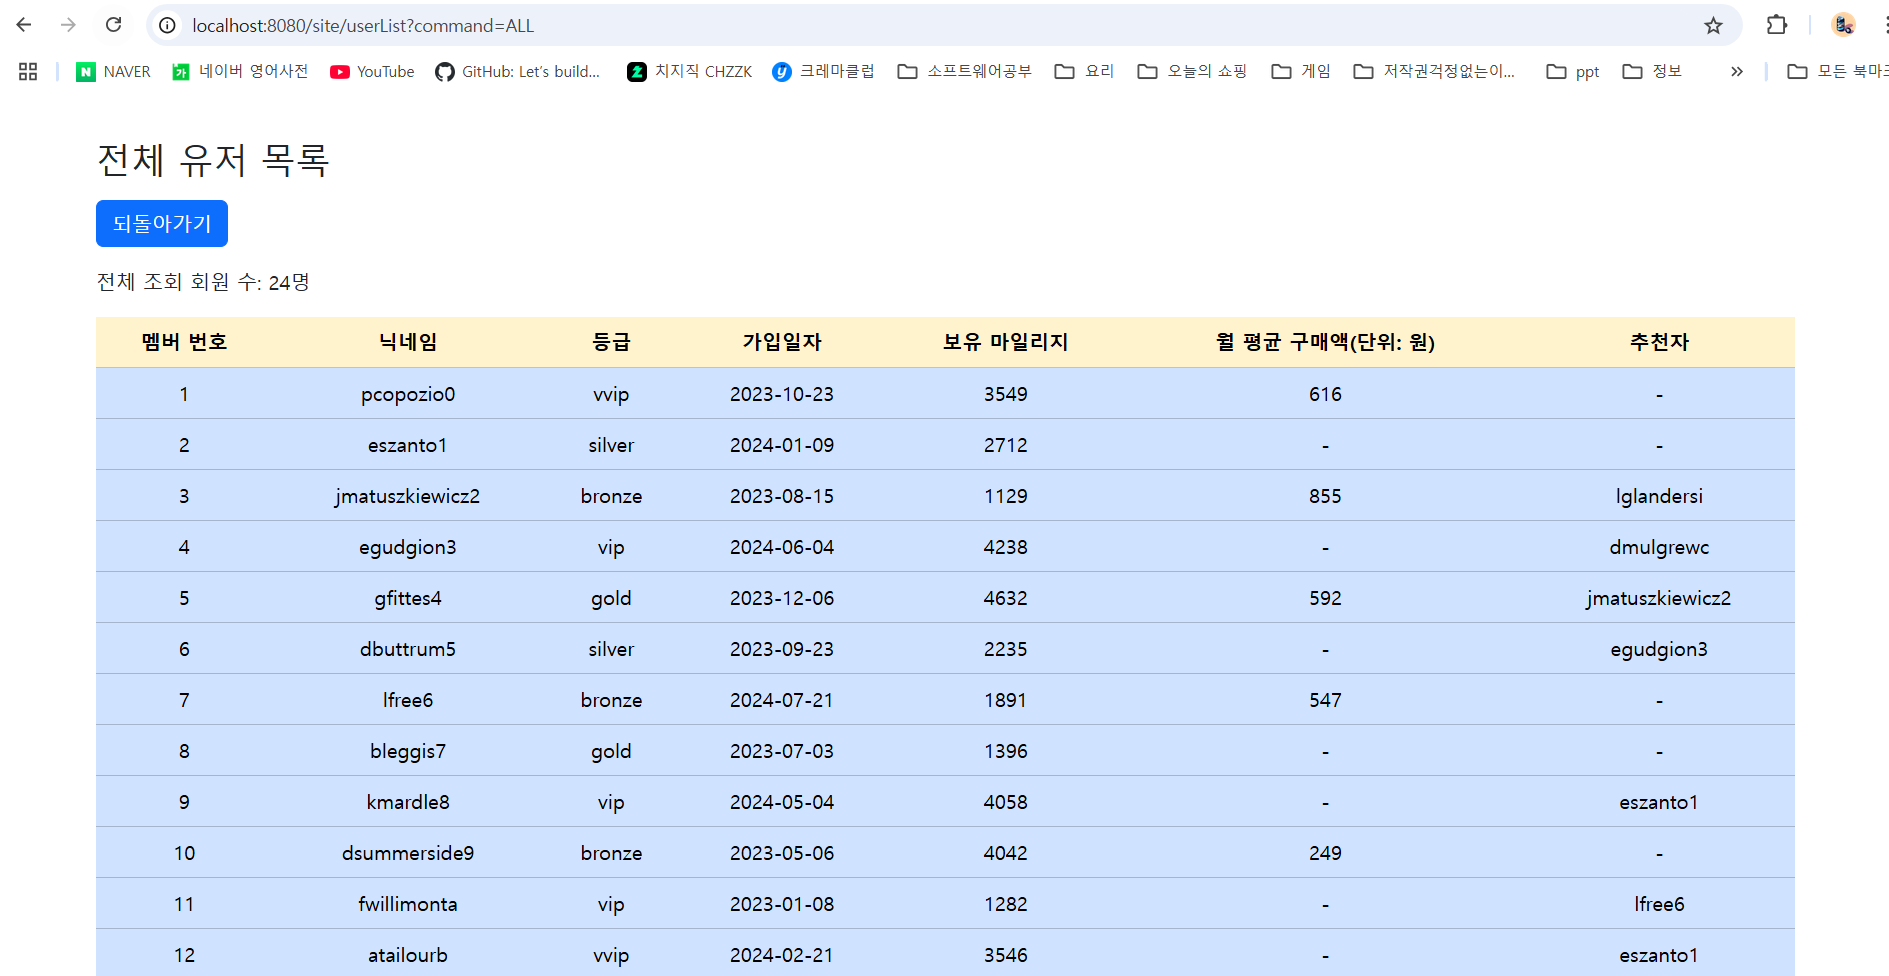 localhost:8080/site/userList?command=ALL
NAVER 네이버 영어사전 YouTube GitHub: Let's build... 치지직 CHZZK 크레마클럽 소프트웨어공부 요리 오늘의 쇼핑 게임 저작권걱정없는이... ppt 정보 » 모든 북마크
전체 유저 목록
되돌아가기
전체 조회 회원 수: 24명
멤버 번호 닉네임 등급 가입일자 보유 마일리지 월 평균 구매액(단위: 원) 추천자
1 pcopozio0 vvip 2023-10-23 3549 616 -
2 eszanto1 silver 2024-01-09 2712 - -
3 jmatuszkiewicz2 bronze 2023-08-15 1129 855 lglandersi
4 egudgion3 vip 2024-06-04 4238 - dmulgrewc
5 gfittes4 gold 2023-12-06 4632 592 jmatuszkiewicz2
6 dbuttrum5 silver 2023-09-23 2235 - egudgion3
7 lfree6 bronze 2024-07-21 1891 547 -
8 bleggis7 gold 2023-07-03 1396 - -
9 kmardle8 vip 2024-05-04 4058 - eszanto1
10 dsummerside9 bronze 2023-05-06 4042 249 -
11 fwillimonta vip 2023-01-08 1282 - lfree6
12 atailourb vvip 2024-02-21 3546 - eszanto1